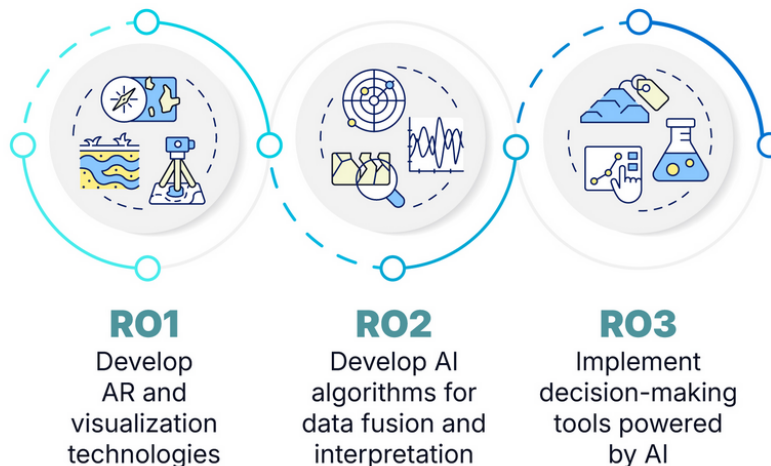 RO1
Develop
AR and
visualization
technologies
RO2
Develop AI
algorithms for
data fusion and
interpretation
RO3
Implement
decision-making
tools powered
by AI